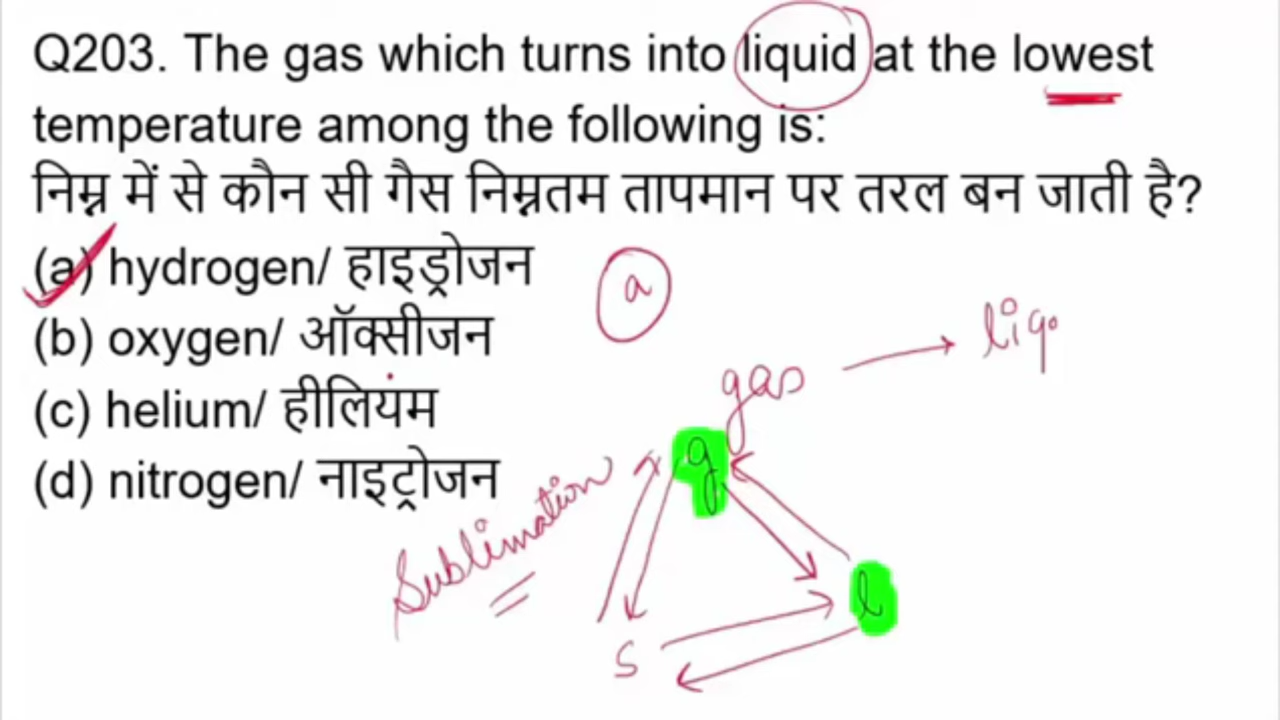 Q203. The gas which turns into liquid at the lowest
temperature among the following is:
निम्न में से कौन सी गैस निम्नतम तापमान पर तरल बन जाती है?
(a) hydrogen/ हाइड्रोजन
a
(b) oxygen/ ऑक्सीजन
liq.
gas
(c) helium/ हीलियम
g
(d) nitrogen/ नाइट्रोजन
Sublimation
l
s